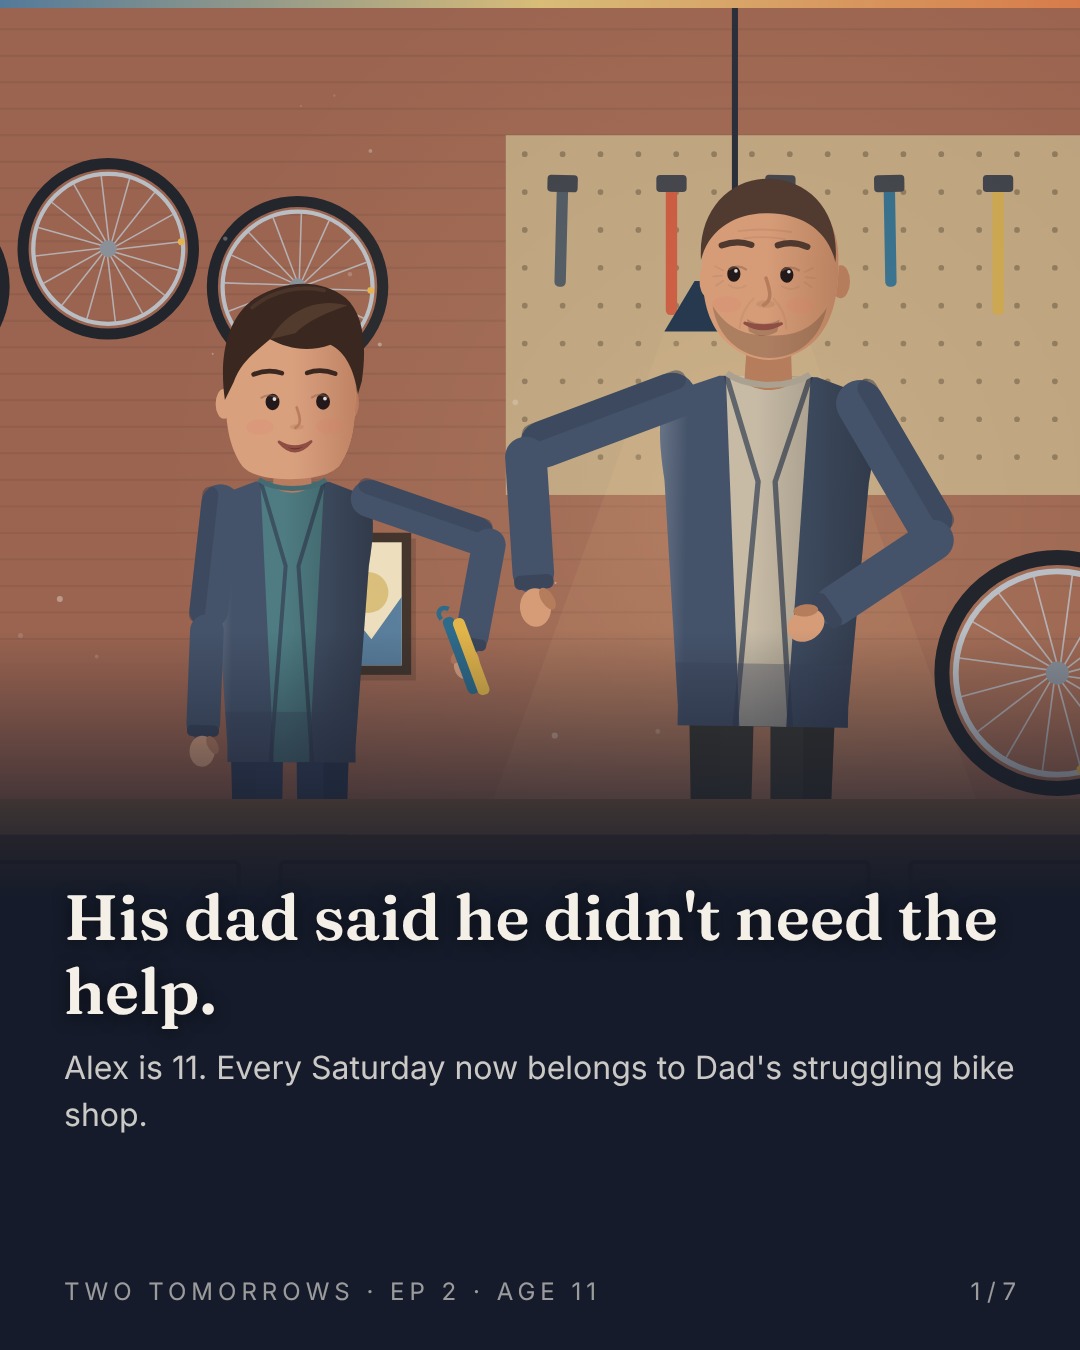 His dad said he didn't need the
help.
Alex is 11. Every Saturday now belongs to Dad's struggling bike
shop.
TWO TOMORROWS · EP 2 · AGE 11
1/7